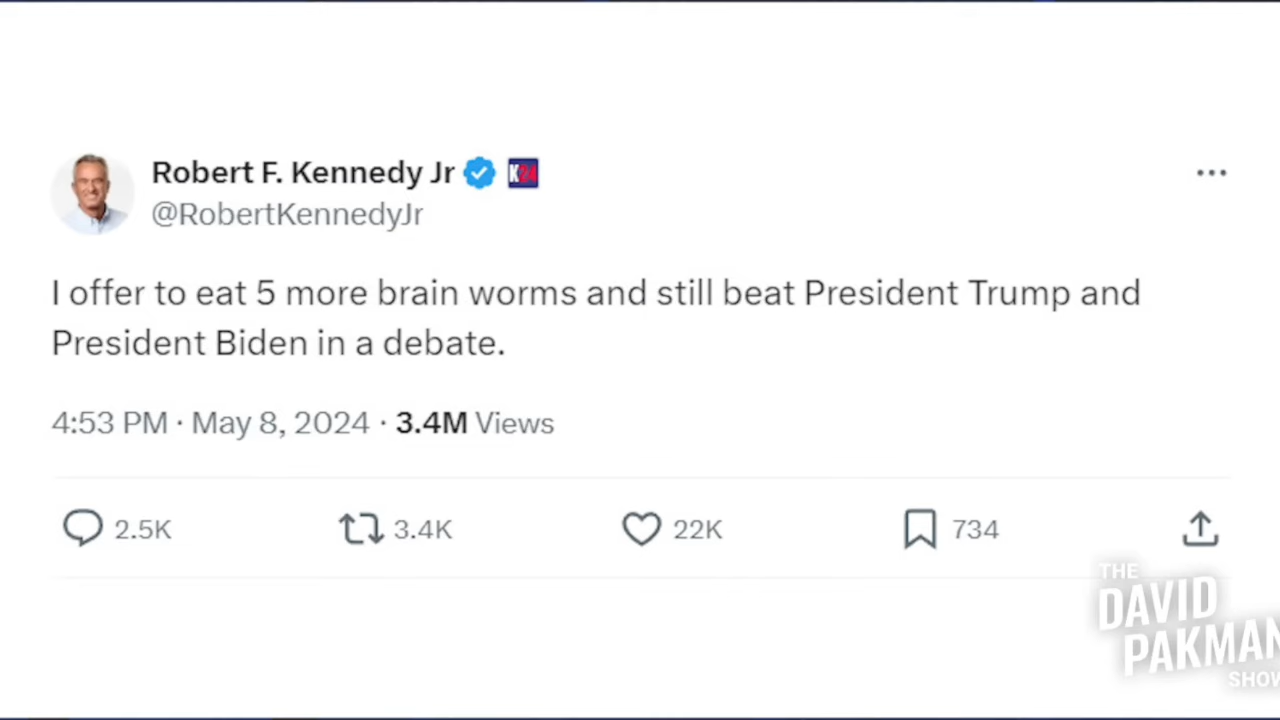 Robert F. Kennedy Jr K24
@RobertKennedyJr
I offer to eat 5 more brain worms and still beat President Trump and
President Biden in a debate.
4:53 PM · May 8, 2024 · 3.4M Views
2.5K 3.4K 22K 734
THE
DAVID
PAKMAN
SHOW